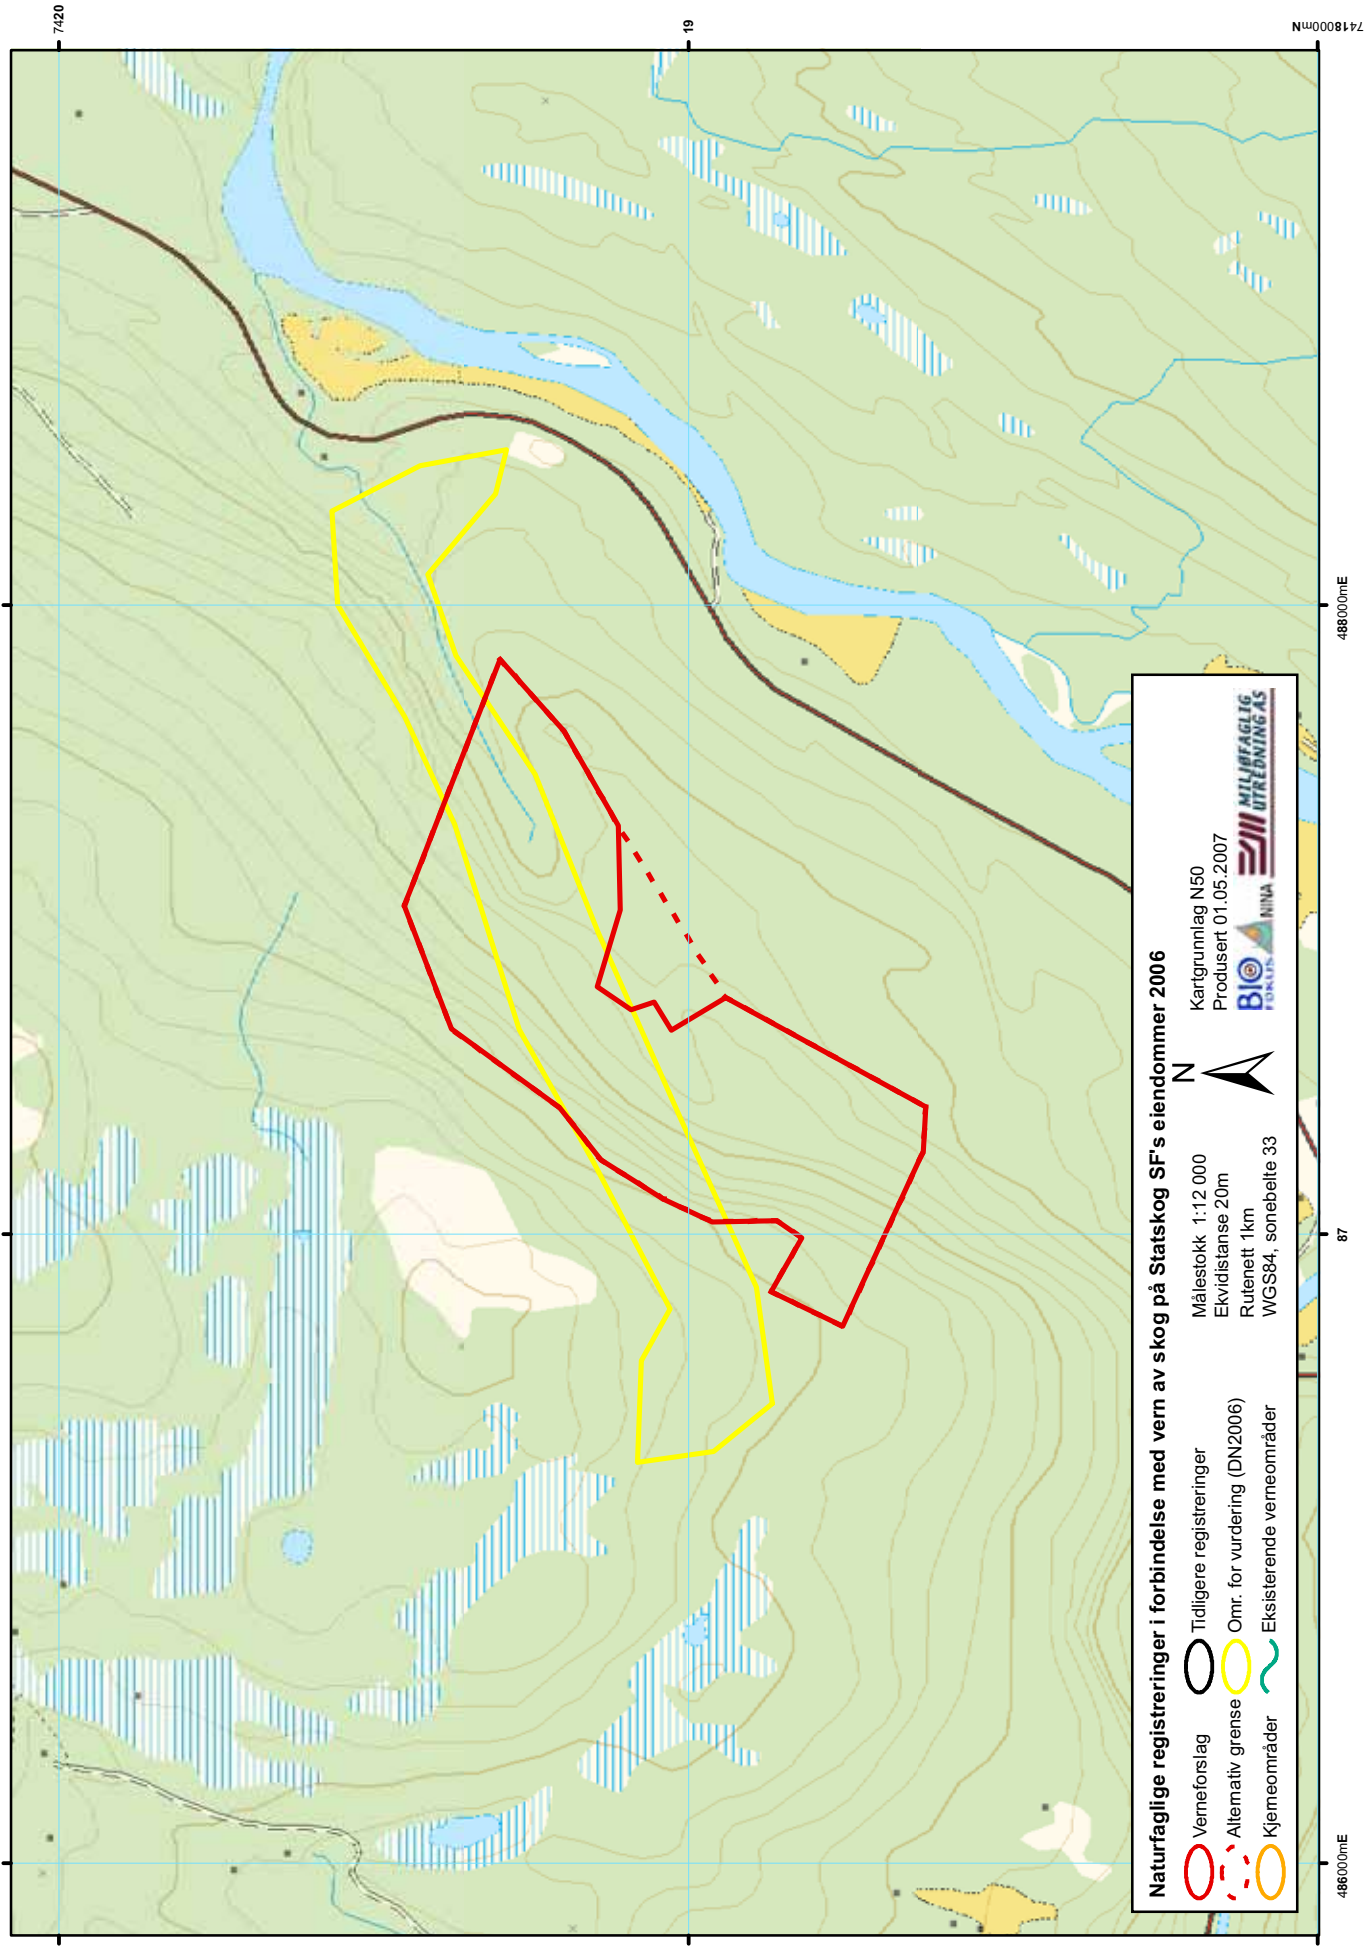 7420
19
7418000mN
488000mE
87
486000mE
Naturfaglige registreringer i forbindelse med vern av skog på Statskog SF's eiendommer 2006
Verneforslag
Alternativ grense
Kjerneområder
Tidligere registreringer
Omr. for vurdering (DN2006)
Eksisterende verneområder
Målestokk 1:12 000
Ekvidistanse 20m
Rutenett 1km
WGS84, sonebelte 33
N
Kartgrunnlag N50
Produsert 01.05.2007
BIO
FOKUS
NINA
MILJØFAGLIG
UTREDNING AS